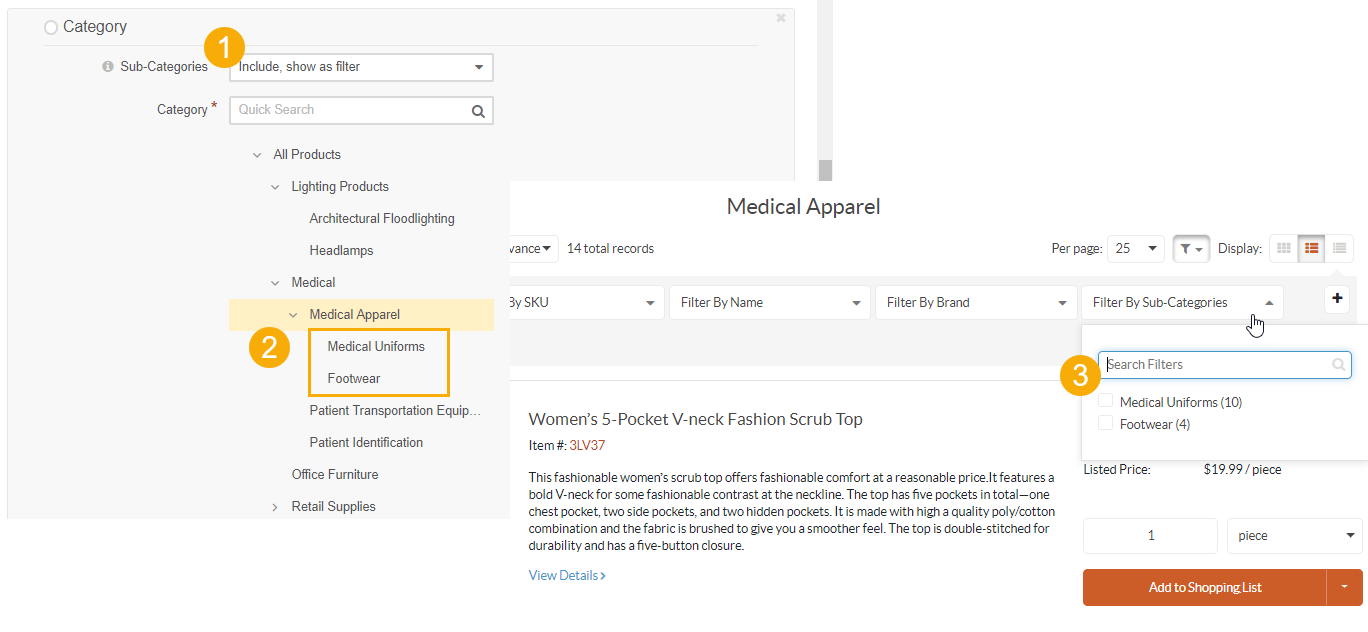 Category
1
Sub-Categories
Include, show as filter
Category *
Quick Search
All Products
Lighting Products
Architectural Floodlighting
Headlamps
Medical
Medical Apparel
2
Medical Uniforms
Footwear
Patient Transportation Equip...
Patient Identification
Office Furniture
Retail Supplies
Medical Apparel
vance
14 total records
Per page: 25
Display:
By SKU
Filter By Name
Filter By Brand
Filter By Sub-Categories
+
3
Search Filters
Medical Uniforms (10)
Footwear (4)
Women’s 5-Pocket V-neck Fashion Scrub Top
Item #: 3LV37
This fashionable women’s scrub top offers fashionable comfort at a reasonable price.It features a
bold V-neck for some fashionable contrast at the neckline. The top has five pockets in total—one
chest pocket, two side pockets, and two hidden pockets. It is made with high a quality poly/cotton
combination and the fabric is brushed to give you a smoother feel. The top is double-stitched for
durability and has a five-button closure.
View Details
Listed Price: $19.99 / piece
1
piece
Add to Shopping List